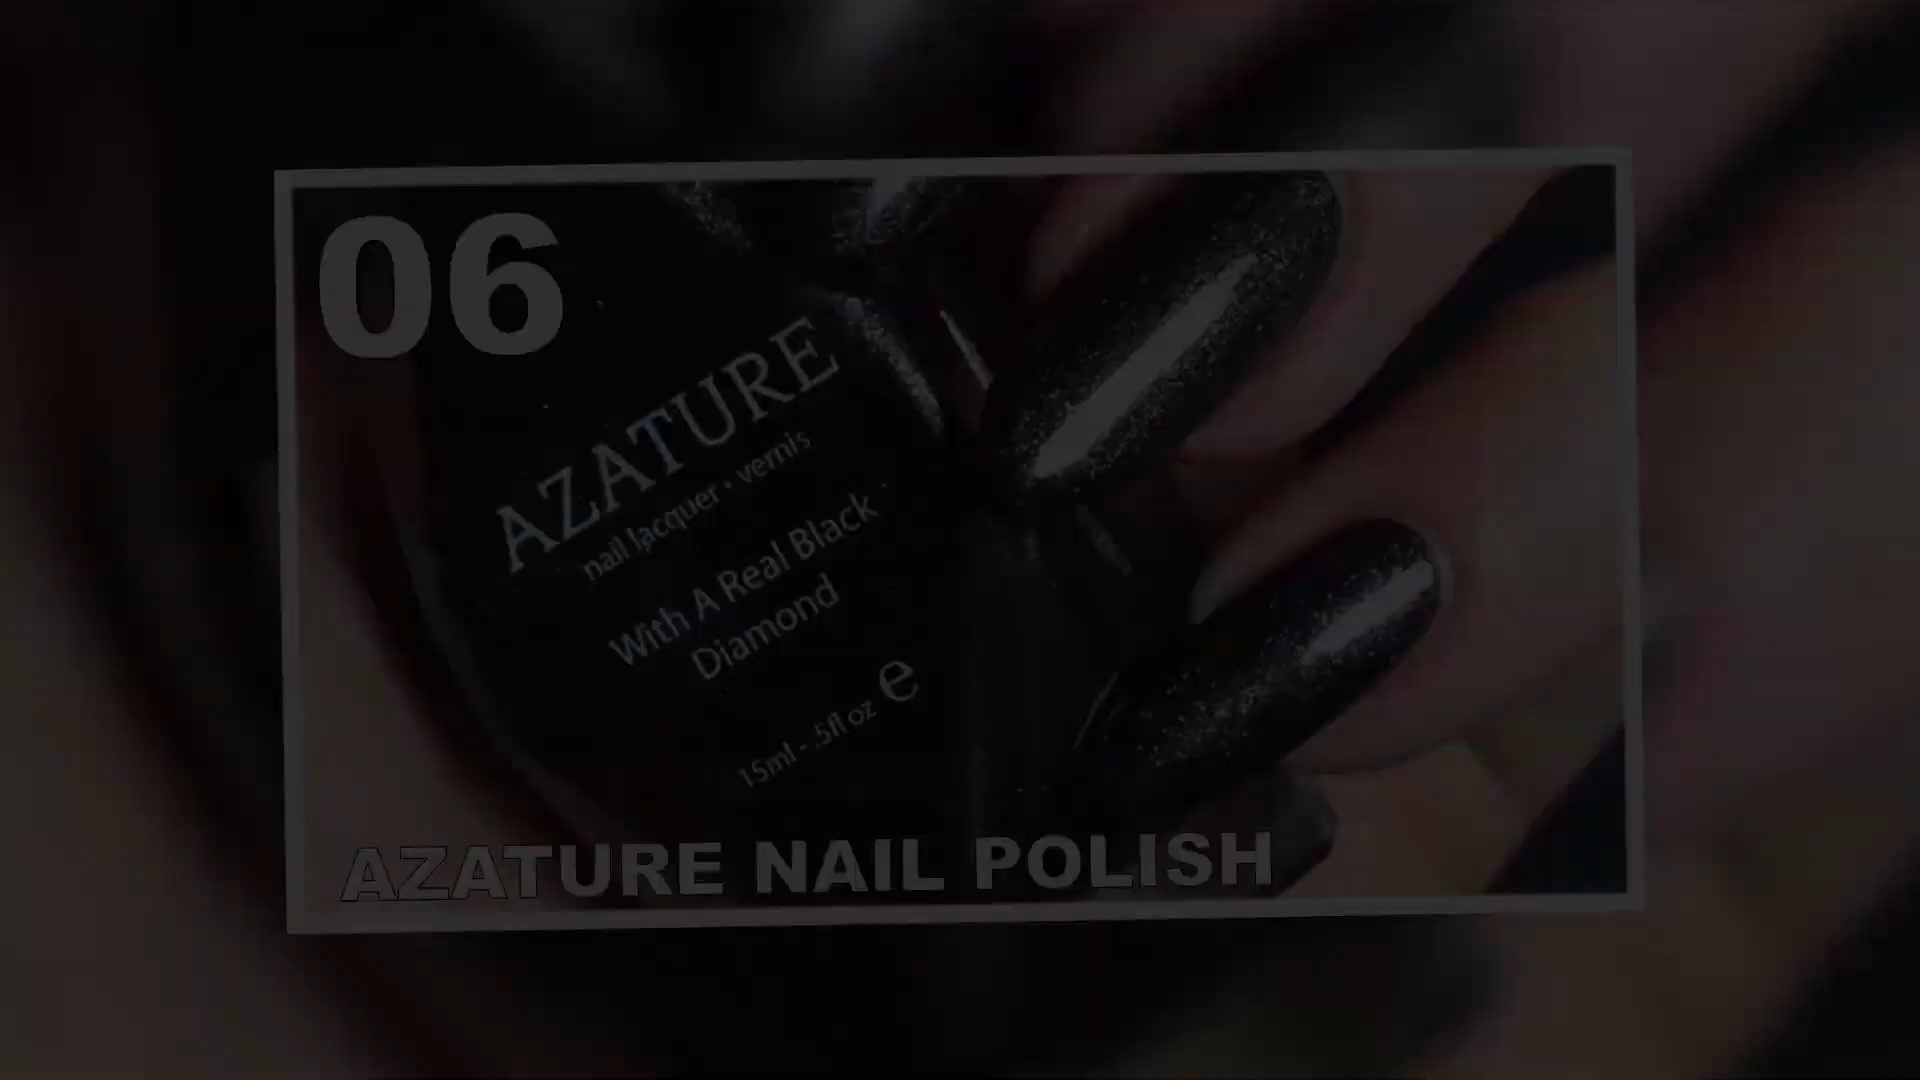 06
AZATURE
nail lacquer • vernis
With A Real Black
Diamond
15ml - .5fl oz e
AZATURE NAIL POLISH